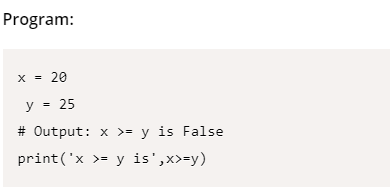 Program:
x = 20
y = 25
# Output: x >= y is False
print('x >= y is',x>=y)